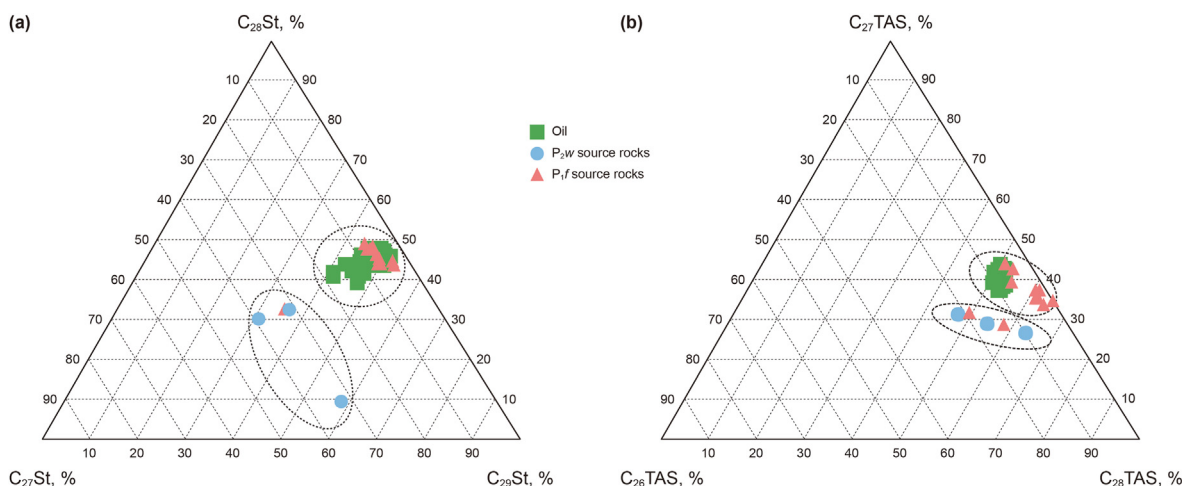 (a)
C₂₈St, %
10 90
20 80
30 70
40 60
50 50
60 40
70 30
80 20
90 10
10 20 30 40 50 60 70 80 90
C₂₇St, % C₂₉St, %
Oil
P₂w source rocks
P₁f source rocks
(b)
C₂₇TAS, %
10 90
20 80
30 70
40 60
50 50
60 40
70 30
80 20
90 10
10 20 30 40 50 60 70 80 90
C₂₆TAS, % C₂₈TAS, %